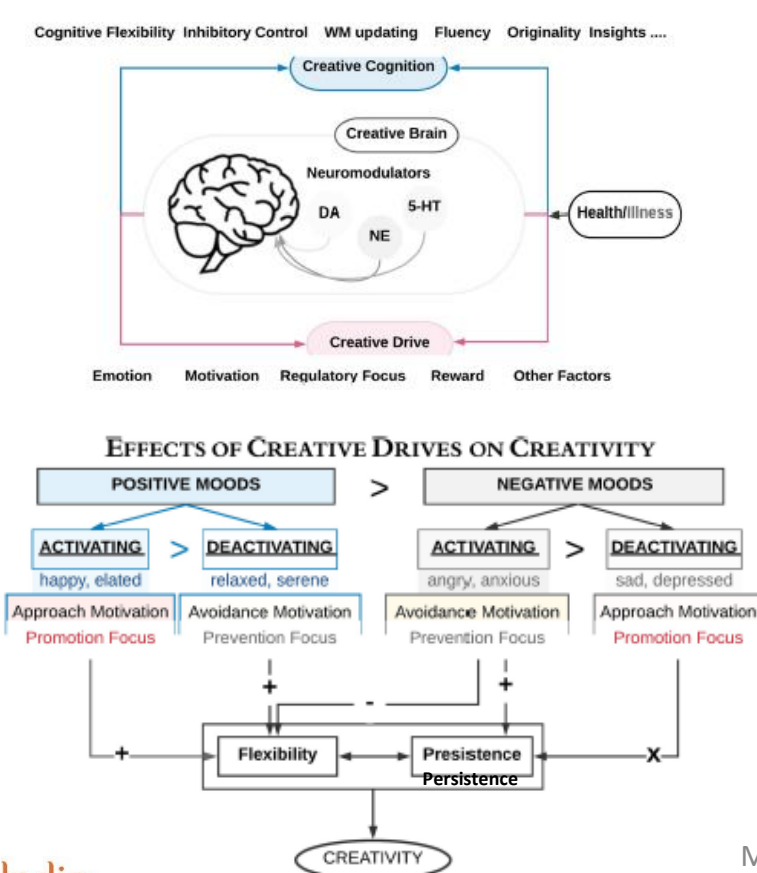 Cognitive Flexibility Inhibitory Control WM updating Fluency Originality Insights ....
Creative Cognition
Creative Brain
Neuromodulators
DA
5-HT
NE
Health/Illness
Creative Drive
Emotion Motivation Regulatory Focus Reward Other Factors
EFFECTS OF CREATIVE DRIVES ON CREATIVITY
POSITIVE MOODS > NEGATIVE MOODS
ACTIVATING > DEACTIVATING ACTIVATING > DEACTIVATING
happy, elated relaxed, serene angry, anxious sad, depressed
Approach Motivation Avoidance Motivation Avoidance Motivation Approach Motivation
Promotion Focus Prevention Focus Prevention Focus Promotion Focus
+ +
-
+ Flexibility Presistence X
Persistence
CREATIVITY
M